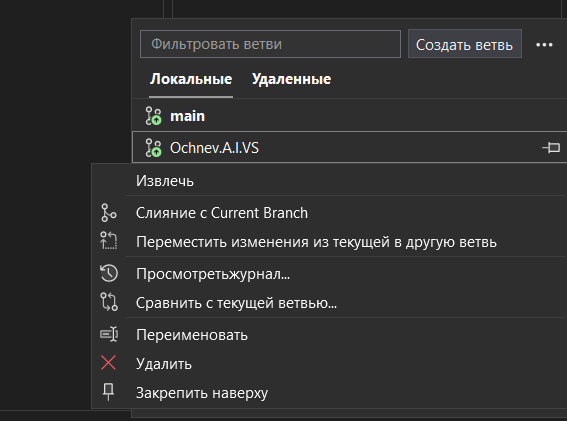 Фильтровать ветви
Создать ветвь
Локальные Удаленные
main
Ochnev.A.I.VS
Извлечь
Слияние с Current Branch
Переместить изменения из текущей в другую ветвь
Просмотретьжурнал...
Сравнить с текущей ветвью...
Переименовать
Удалить
Закрепить наверху